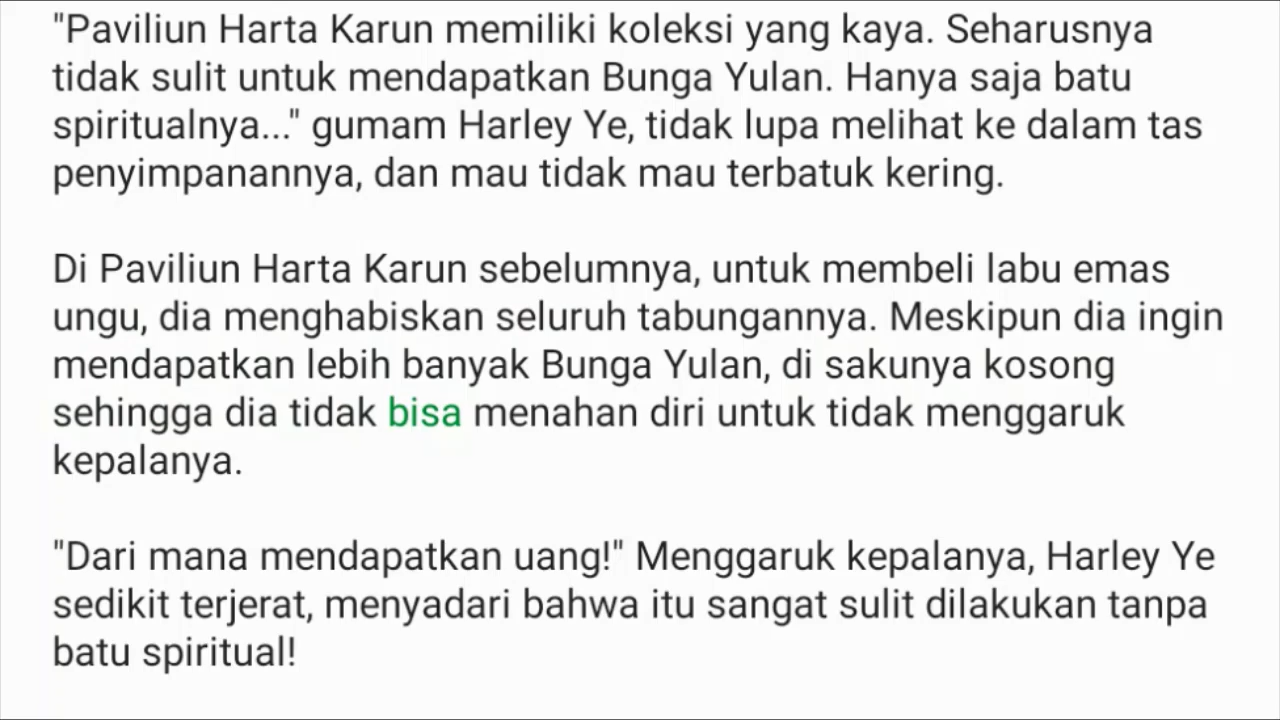 "Paviliun Harta Karun memiliki koleksi yang kaya. Seharusnya
tidak sulit untuk mendapatkan Bunga Yulan. Hanya saja batu
spiritualnya..." gumam Harley Ye, tidak lupa melihat ke dalam tas
penyimpanannya, dan mau tidak mau terbatuk kering.
Di Paviliun Harta Karun sebelumnya, untuk membeli labu emas
ungu, dia menghabiskan seluruh tabungannya. Meskipun dia ingin
mendapatkan lebih banyak Bunga Yulan, di sakunya kosong
sehingga dia tidak bisa menahan diri untuk tidak menggaruk
kepalanya.
"Dari mana mendapatkan uang!" Menggaruk kepalanya, Harley Ye
sedikit terjerat, menyadari bahwa itu sangat sulit dilakukan tanpa
batu spiritual!